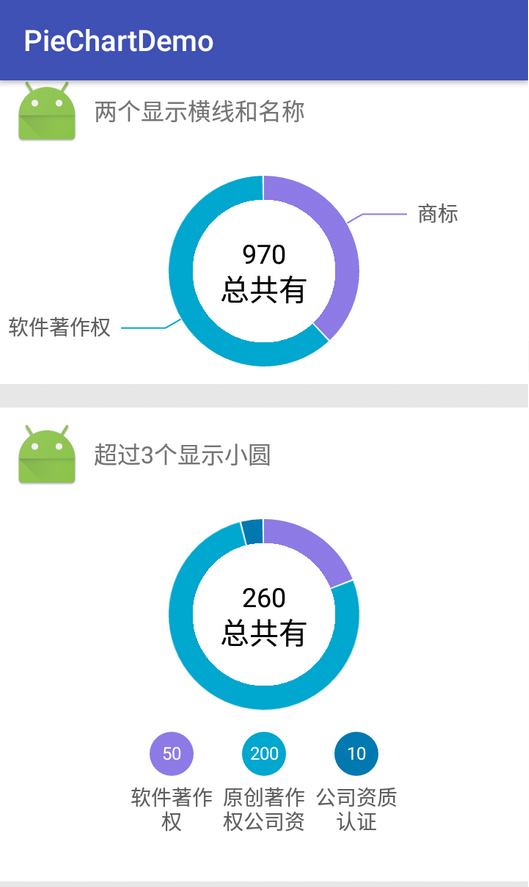 PieChartDemo
两个显示横线和名称
商标
970
总共有
软件著作权
超过3个显示小圆
260
总共有
50 200 10
软件著作 原创著作 公司资质
权 权公司资 认证